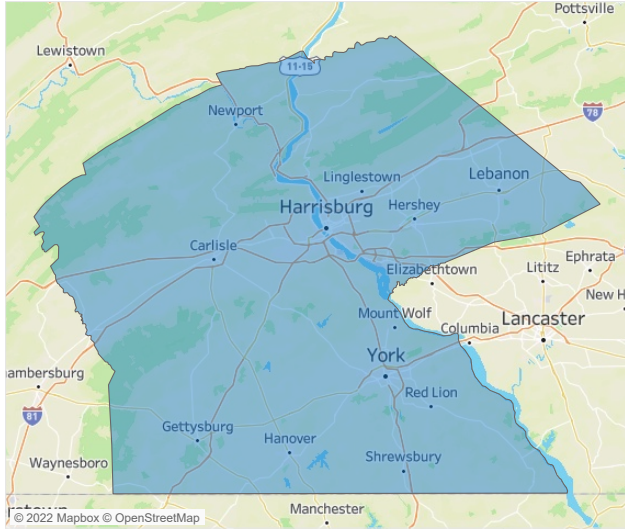 Pottsville
Lewistown
11-15
78
Newport
Linglestown
Lebanon
Harrisburg
Hershey
Carlisle
Ephrata
Elizabethtown
Lititz
New H
Mount Wolf
Lancaster
Columbia
York
ambersburg
Red Lion
81
Gettysburg
Hanover
Shrewsbury
Waynesboro
Manchester
rstown
© 2022 Mapbox © OpenStreetMap